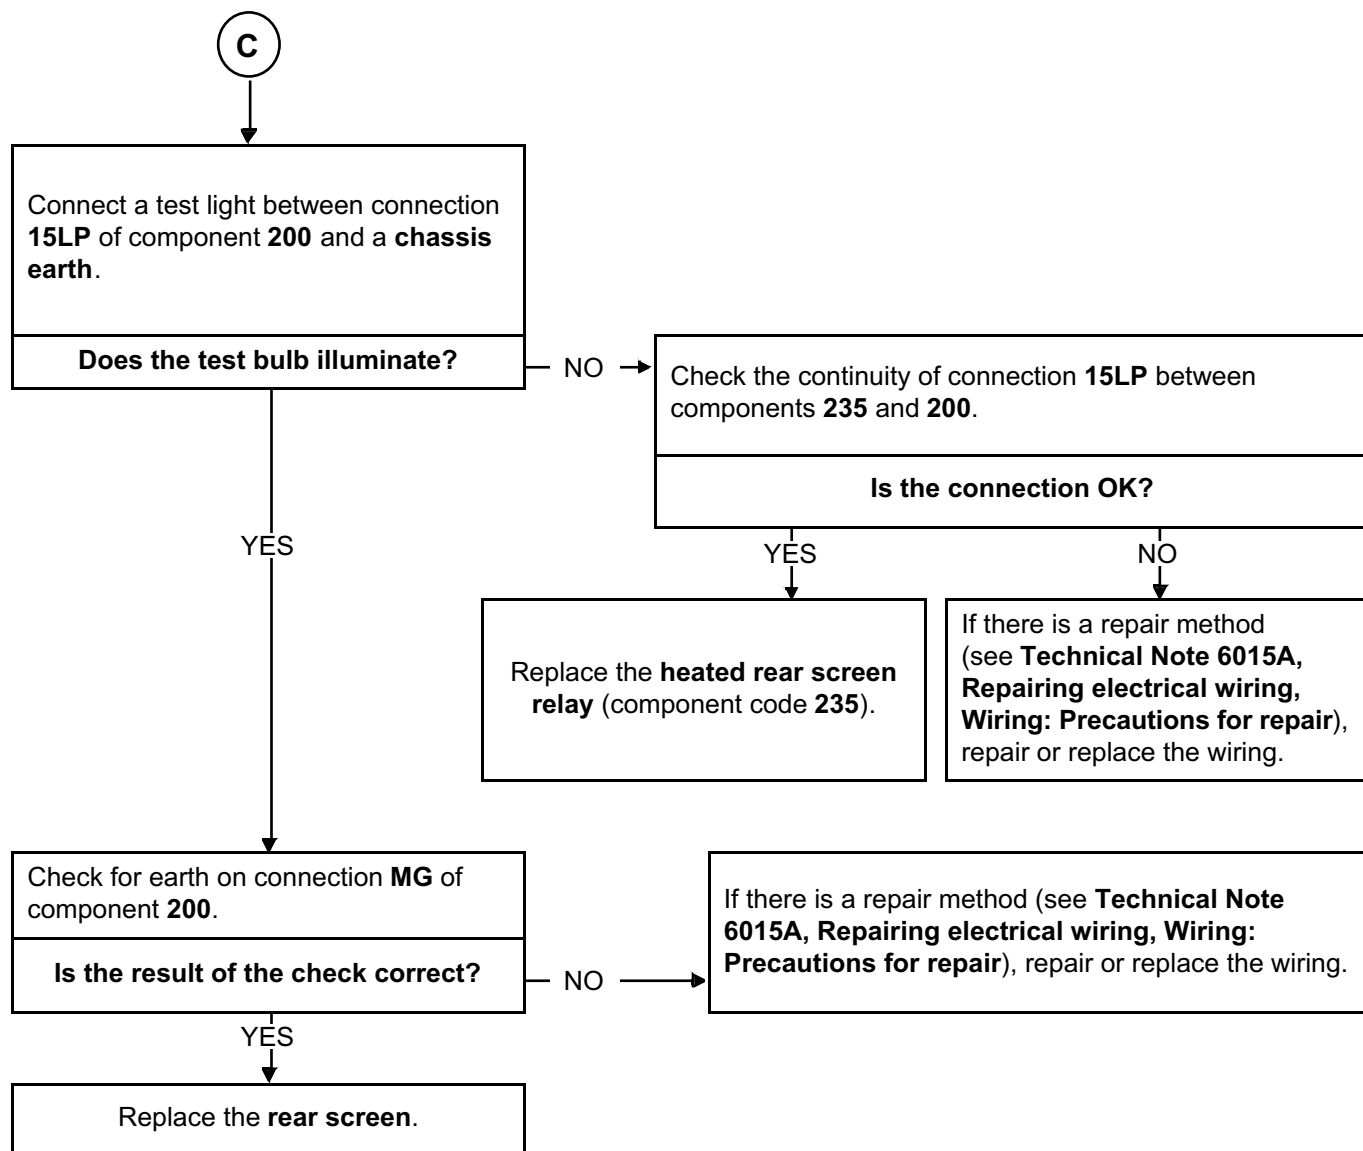 C
Connect a test light between connection
15LP of component 200 and a chassis
earth.
Does the test bulb illuminate?
NO
Check the continuity of connection 15LP between
components 235 and 200.
Is the connection OK?
YES
YES
NO
Replace the heated rear screen
relay (component code 235).
If there is a repair method
(see Technical Note 6015A,
Repairing electrical wiring,
Wiring: Precautions for repair),
repair or replace the wiring.
Check for earth on connection MG of
component 200.
Is the result of the check correct?
NO
If there is a repair method (see Technical Note
6015A, Repairing electrical wiring, Wiring:
Precautions for repair), repair or replace the wiring.
YES
Replace the rear screen.